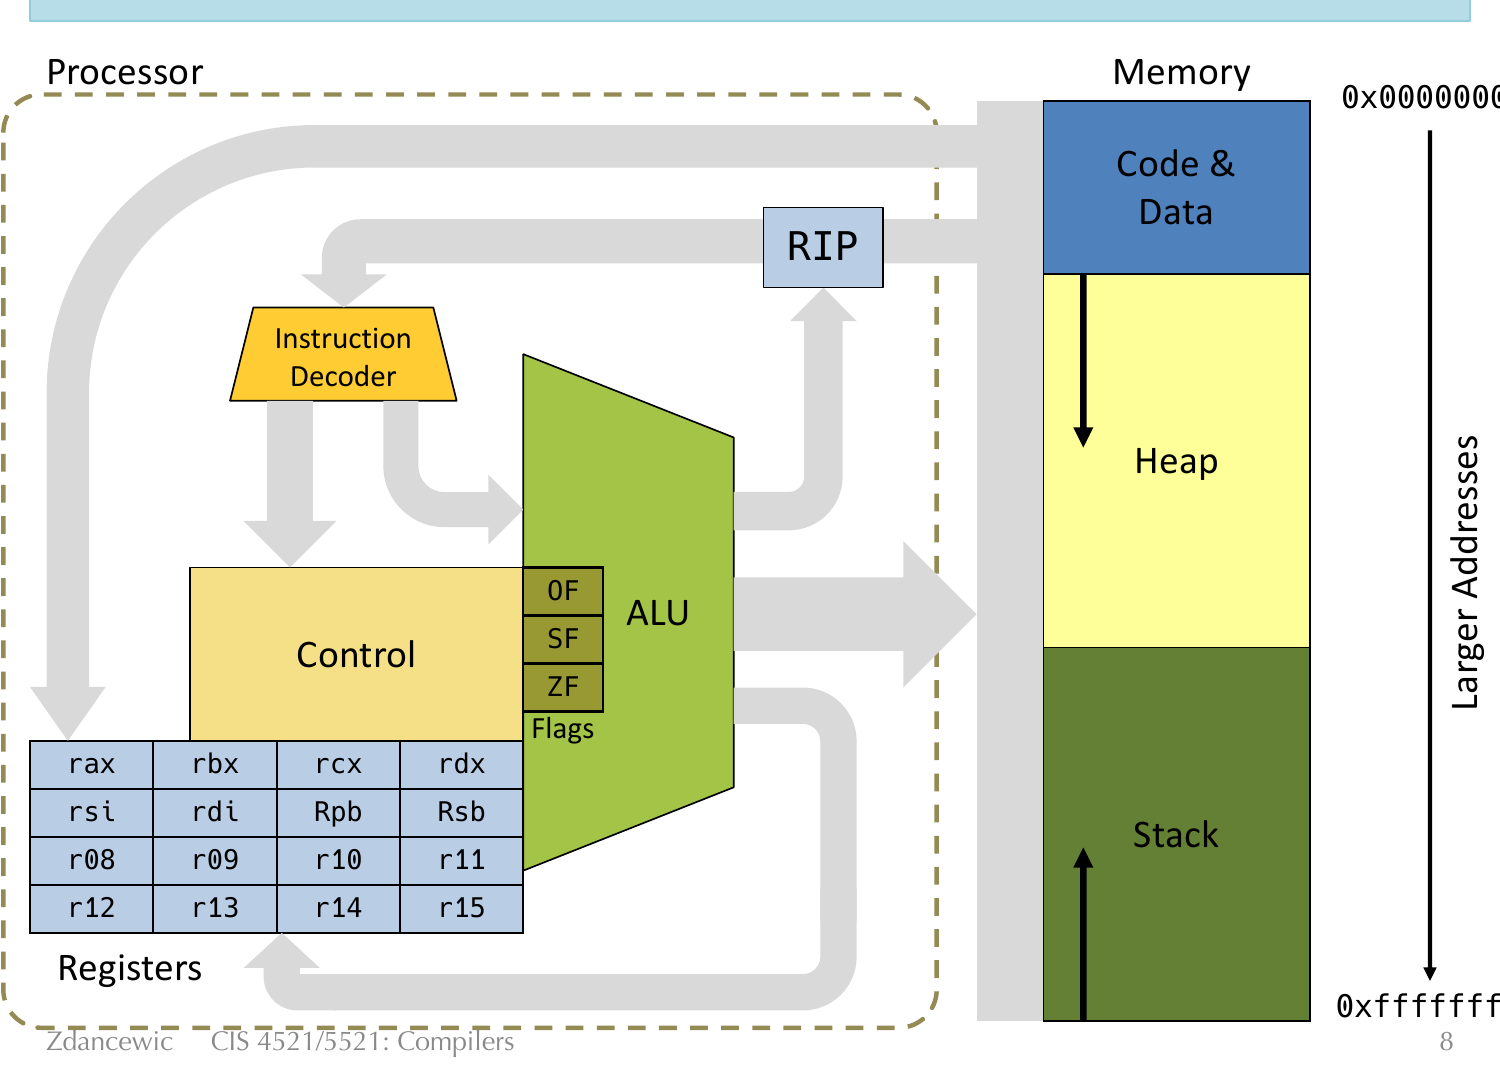 Processor
Memory
0x0000000
Code &
Data
RIP
Instruction
Decoder
Heap
Larger Addresses
OF
SF
ZF
Flags
ALU
Control
rax rbx rcx rdx
rsi rdi Rpb Rsb
r08 r09 r10 r11
r12 r13 r14 r15
Stack
Registers
0xfffffff
Zdancewic CIS 4521/5521: Compilers
8